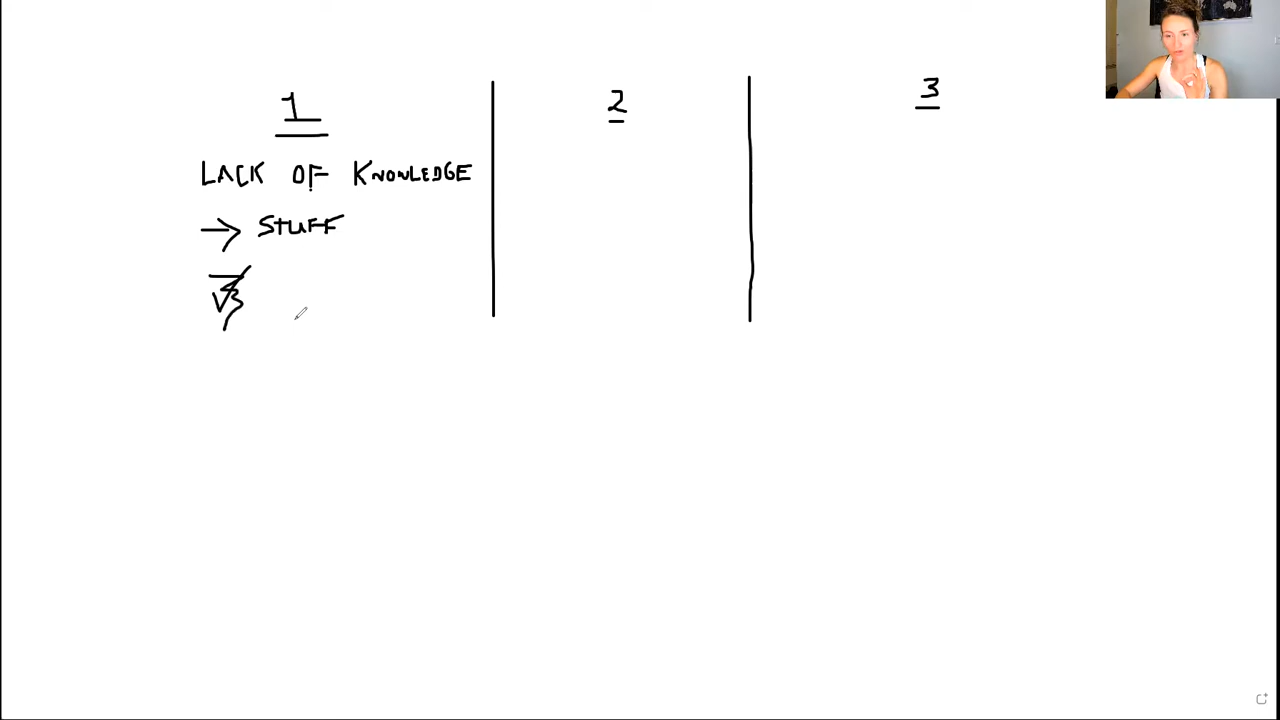 1
LACK OF KNOWLEDGE
→ STUFF
2
3